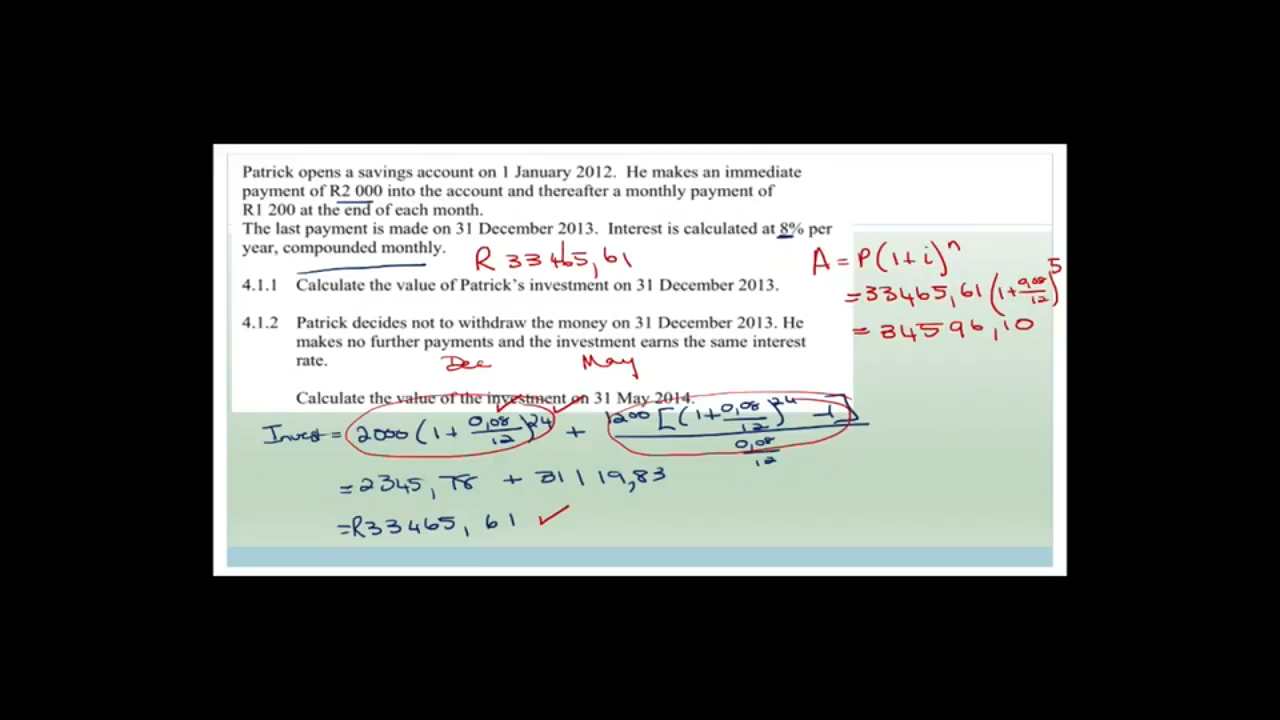 Patrick opens a savings account on 1 January 2012. He makes an immediate
payment of R2 000 into the account and thereafter a monthly payment of
R1 200 at the end of each month.
The last payment is made on 31 December 2013. Interest is calculated at 8% per
year, compounded monthly.
R 33465,61
A = P(1+i)^n
= 33465,61(1+0,08/12)^5
= 34596,10
4.1.1 Calculate the value of Patrick's investment on 31 December 2013.
4.1.2 Patrick decides not to withdraw the money on 31 December 2013. He
makes no further payments and the investment earns the same interest
rate.
Dec May
Calculate the value of the investment on 31 May 2014.
Invest = 2000(1+0,08/12)^24 + 1200[(1+0,08/12)^24 -1] / 0,08/12
= 2345,78 + 31119,83
= R33465,61 ✓